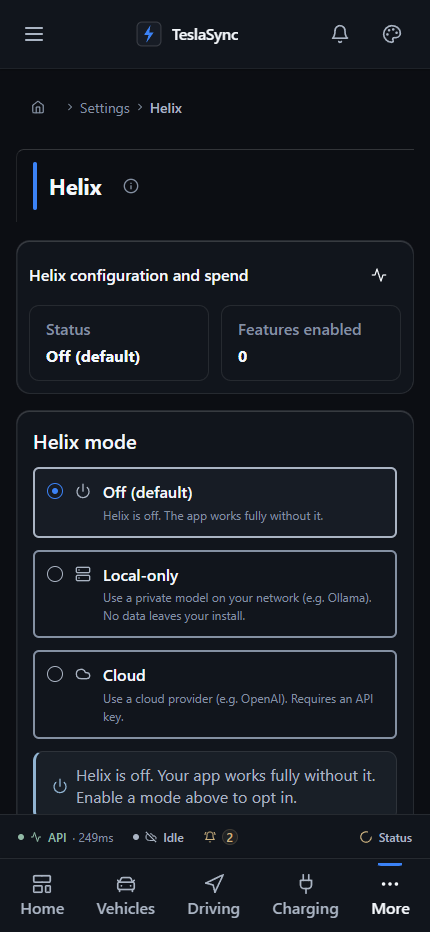 TeslaSync
Settings
Helix
Helix
Helix configuration and spend
Status
Off (default)
Features enabled
0
Helix mode
Off (default)
Helix is off. The app works fully without it.
Local-only
Use a private model on your network (e.g. Ollama).
No data leaves your install.
Cloud
Use a cloud provider (e.g. OpenAI). Requires an API
key.
Helix is off. Your app works fully without it.
Enable a mode above to opt in.
API · 249ms
Idle
2
Status
Home
Vehicles
Driving
Charging
More